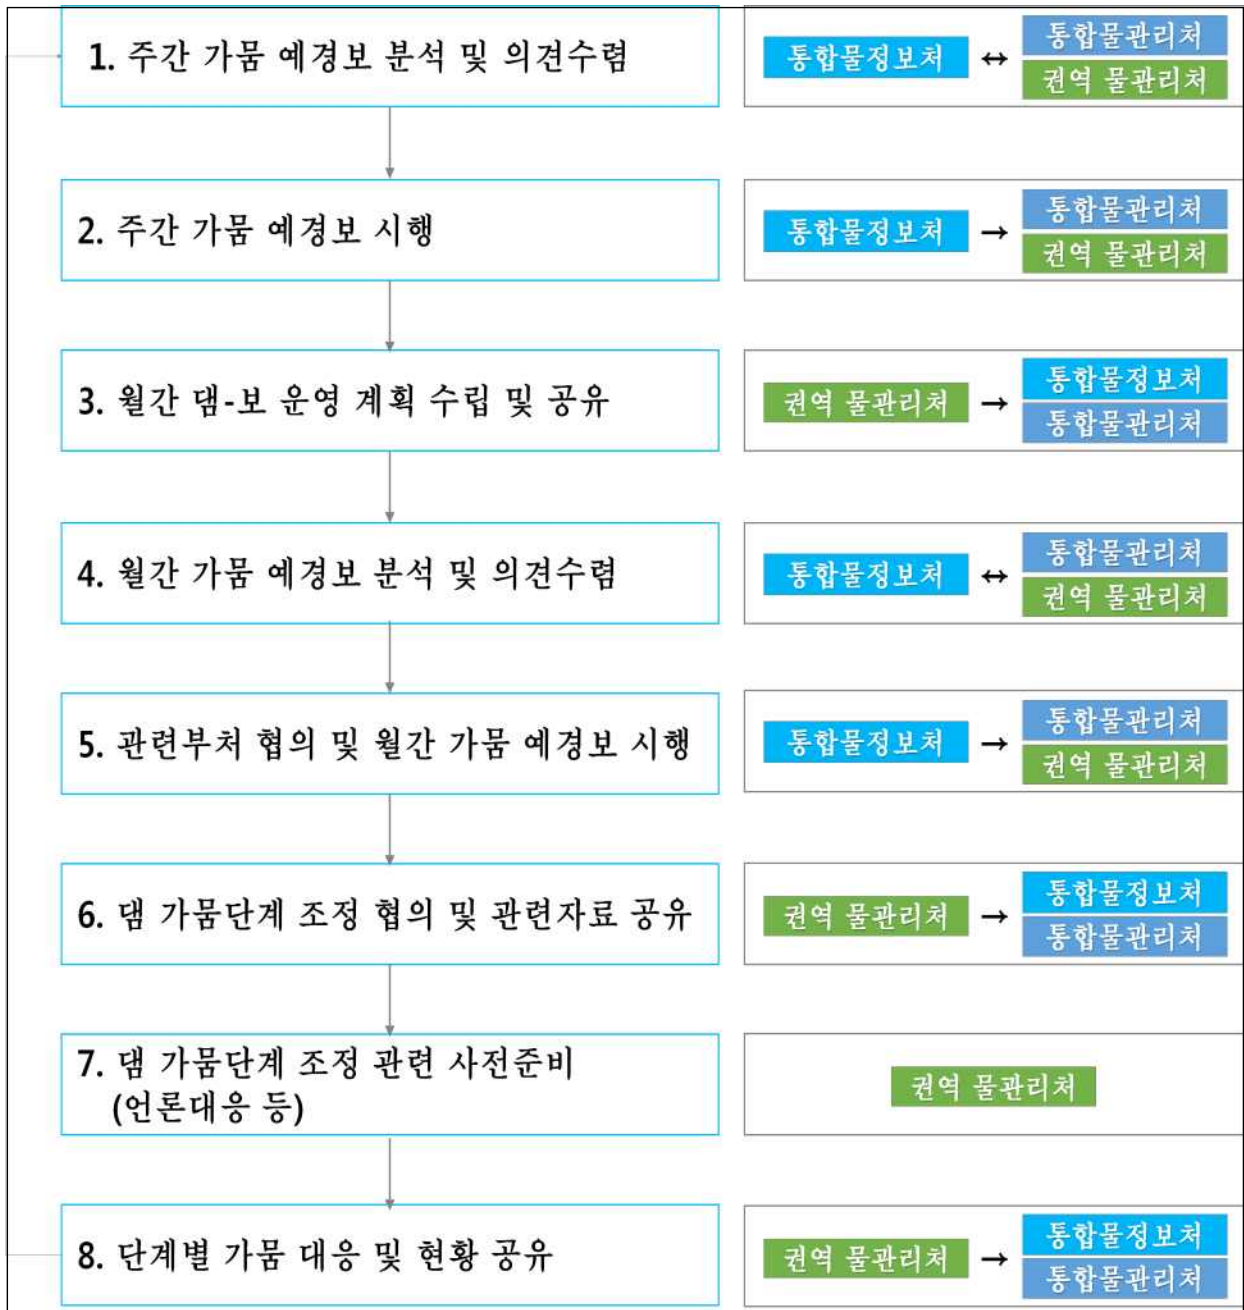 1. 주간 가뭄 예경보 분석 및 의견수렴
통합물정보처 ↔ 통합물관리처
권역 물관리처
2. 주간 가뭄 예경보 시행
통합물정보처 → 통합물관리처
권역 물관리처
3. 월간 댐-보 운영 계획 수립 및 공유
권역 물관리처 → 통합물정보처
통합물관리처
4. 월간 가뭄 예경보 분석 및 의견수렴
통합물정보처 ↔ 통합물관리처
권역 물관리처
5. 관련부처 협의 및 월간 가뭄 예경보 시행
통합물정보처 → 통합물관리처
권역 물관리처
6. 댐 가뭄단계 조정 협의 및 관련자료 공유
권역 물관리처 → 통합물정보처
통합물관리처
7. 댐 가뭄단계 조정 관련 사전준비
(언론대응 등)
권역 물관리처
8. 단계별 가뭄 대응 및 현황 공유
권역 물관리처 → 통합물정보처
통합물관리처